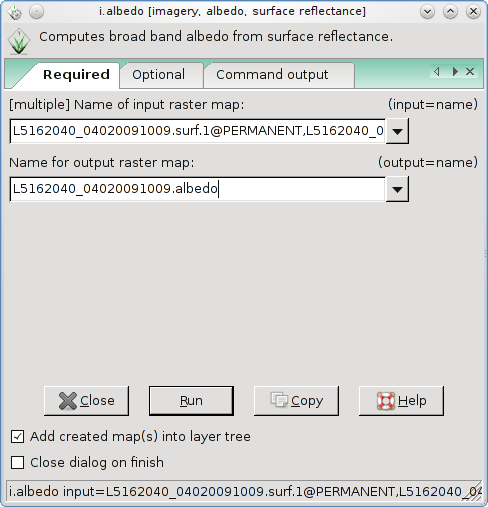 i.albedo [imagery, albedo, surface reflectance]
Computes broad band albedo from surface reflectance.
Required Optional Command output
[multiple] Name of input raster map: (input=name)
L5162040_04020091009.surf.1@PERMANENT,L5162040_0
Name for output raster map: (output=name)
L5162040_04020091009.albedo
Close Run Copy Help
Add created map(s) into layer tree
Close dialog on finish
i.albedo input=L5162040_04020091009.surf.1@PERMANENT,L5162040_04